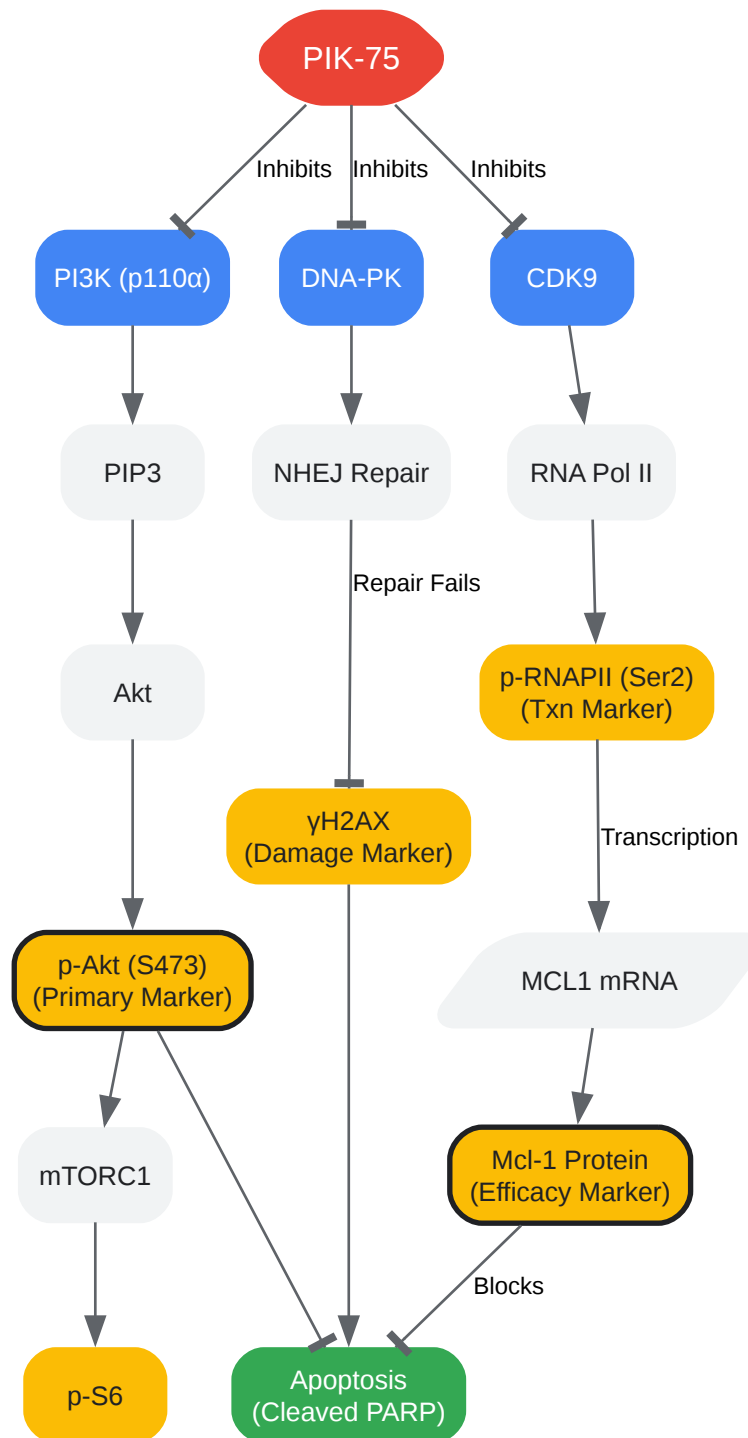 PIK-75
Inhibits
Inhibits
Inhibits
PI3K (p110α)
DNA-PK
CDK9
PIP3
NHEJ Repair
RNA Pol II
Repair Fails
Akt
p-RNAPII (Ser2)
(Txn Marker)
γH2AX
(Damage Marker)
Transcription
p-Akt (S473)
(Primary Marker)
MCL1 mRNA
mTORC1
Mcl-1 Protein
(Efficacy Marker)
Blocks
p-S6
Apoptosis
(Cleaved PARP)